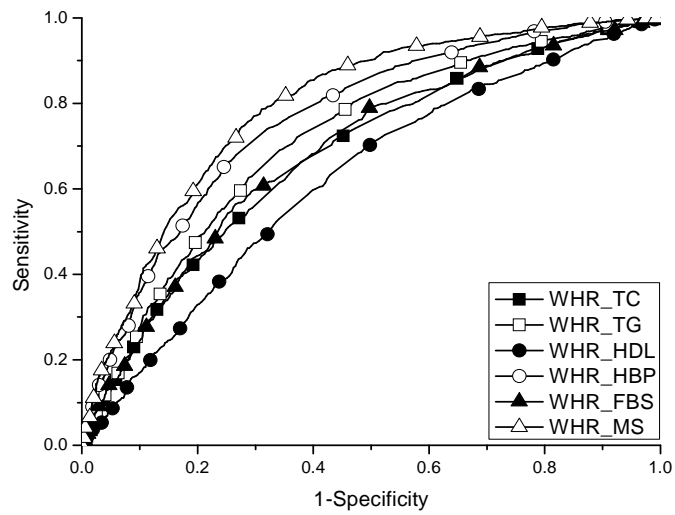 1.0
0.8
0.6
0.4
0.2
0.0
Sensitivity
0.0
0.2
0.4
0.6
0.8
1.0
1-Specificity
WHR_TC
WHR_TG
WHR_HDL
WHR_HBP
WHR_FBS
WHR_MS